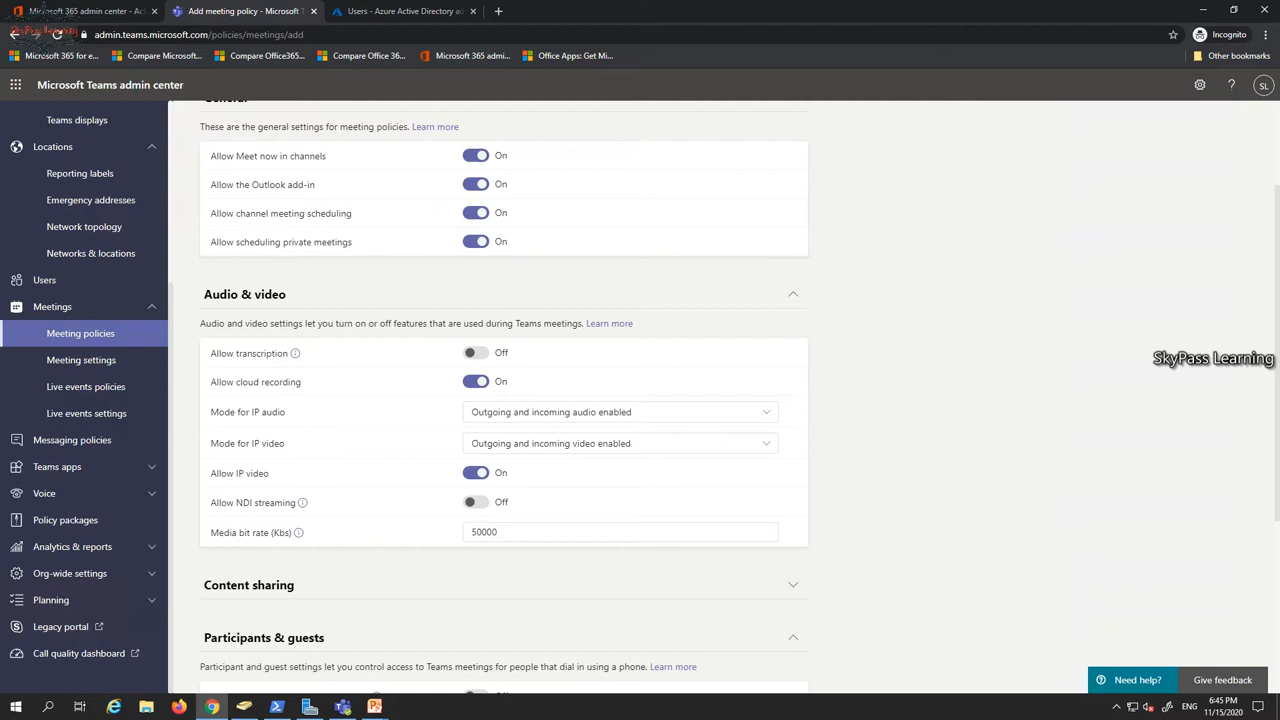 Microsoft 365 admin center - Ac
Add meeting policy - Microsoft T
Users - Azure Active Directory ad
SkyPass Learning
admin.teams.microsoft.com/policies/meetings/add
Incognito
Microsoft 365 for e...
Compare Microsoft...
Compare Office365...
Compare Office 36...
Microsoft 365 admi...
Office Apps: Get Mi...
Other bookmarks
Microsoft Teams admin center
SL
Teams displays
Locations
Reporting labels
Emergency addresses
Network topology
Networks & locations
Users
Meetings
Meeting policies
Meeting settings
Live events policies
Live events settings
Messaging policies
Teams apps
Voice
Policy packages
Analytics & reports
Org-wide settings
Planning
Legacy portal
Call quality dashboard
General
These are the general settings for meeting policies. Learn more
Allow Meet now in channels On
Allow the Outlook add-in On
Allow channel meeting scheduling On
Allow scheduling private meetings On
Audio & video
Audio and video settings let you turn on or off features that are used during Teams meetings. Learn more
Allow transcription Off
Allow cloud recording On
Mode for IP audio Outgoing and incoming audio enabled
Mode for IP video Outgoing and incoming video enabled
Allow IP video On
Allow NDI streaming Off
Media bit rate (Kbs) 50000
Content sharing
Participants & guests
Participant and guest settings let you control access to Teams meetings for people that dial in using a phone. Learn more
SkyPass Learning
Need help?
Give feedback
ENG
6:45 PM
11/15/2020